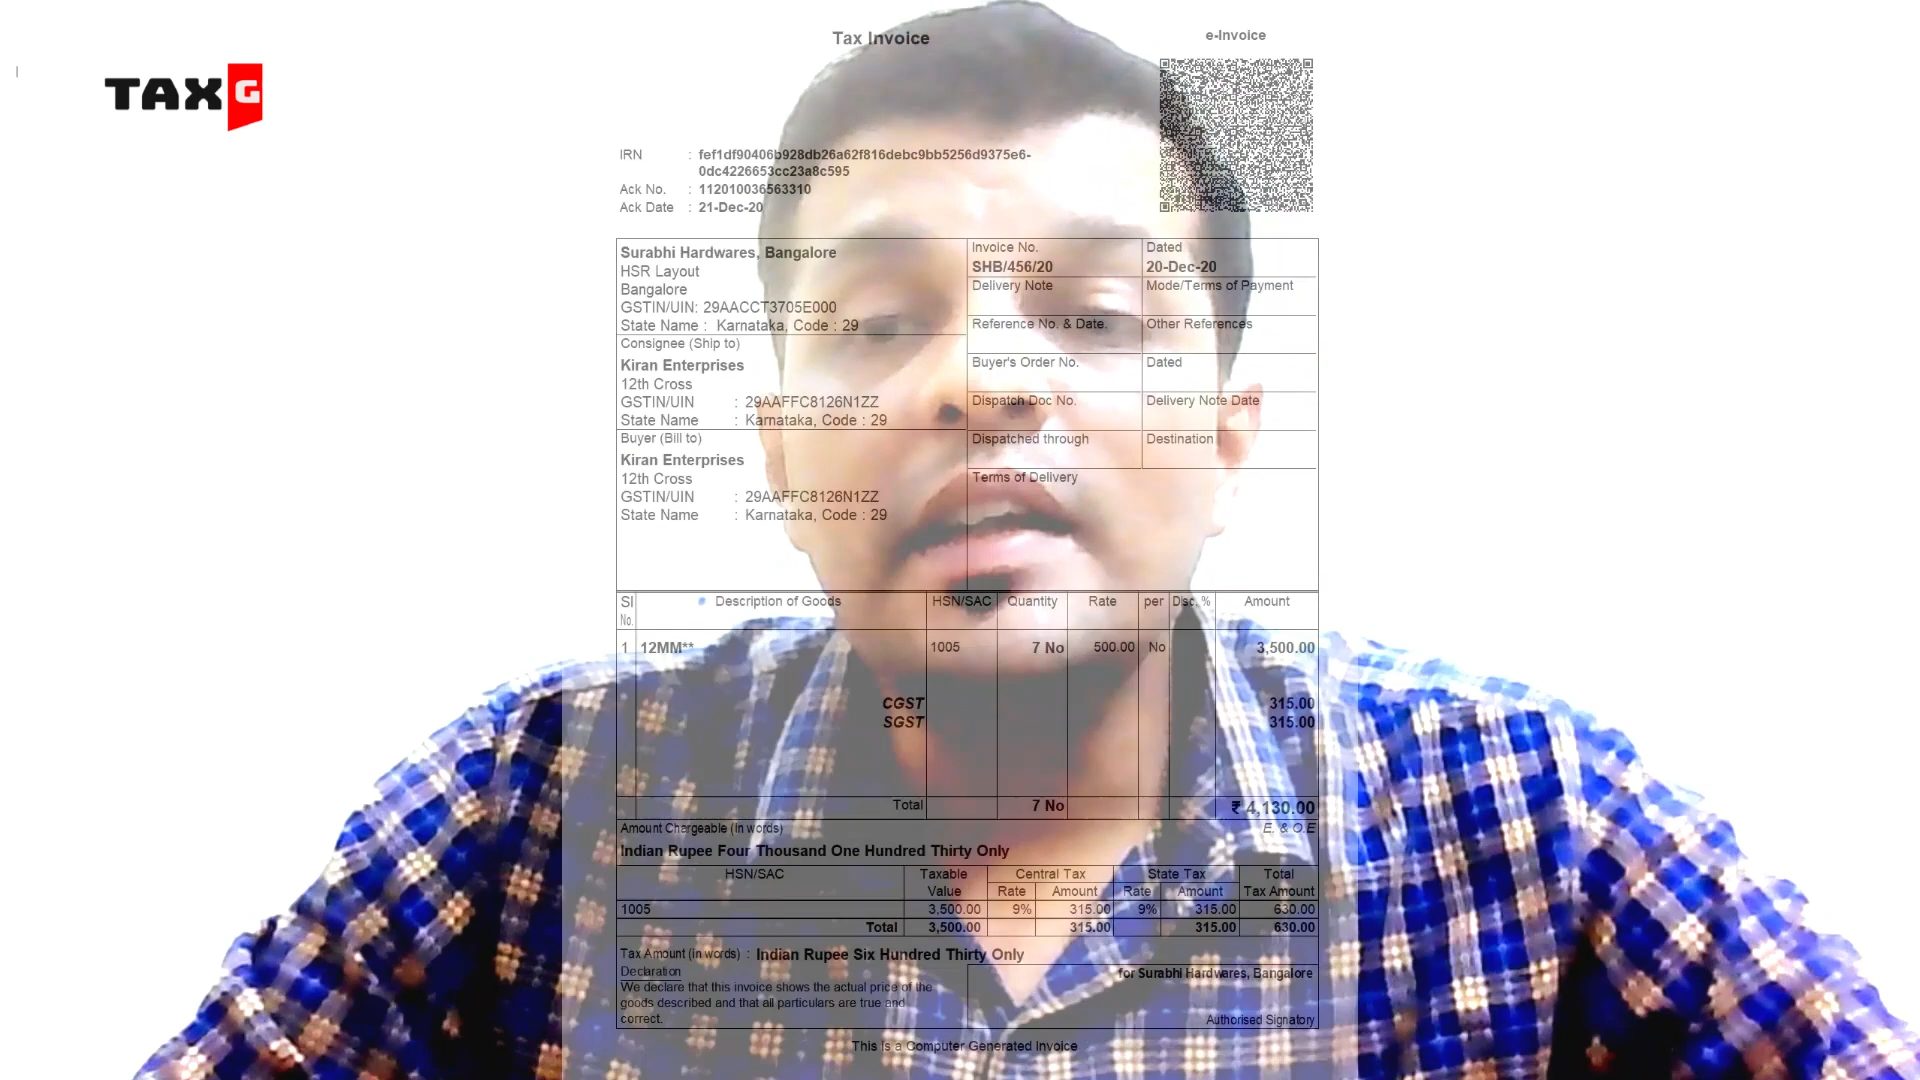 TAXG
Tax Invoice
e-Invoice
IRN : fef1df90406b928db26a62f816debc9bb5256d9375e6-
0dc4226653cc23a8c595
Ack No. : 112010036563310
Ack Date : 21-Dec-20
Surabhi Hardwares, Bangalore
HSR Layout
Bangalore
GSTIN/UIN: 29AACCT3705E000
State Name : Karnataka, Code : 29
Consignee (Ship to)
Kiran Enterprises
12th Cross
GSTIN/UIN : 29AAFFC8126N1ZZ
State Name : Karnataka, Code : 29
Buyer (Bill to)
Kiran Enterprises
12th Cross
GSTIN/UIN : 29AAFFC8126N1ZZ
State Name : Karnataka, Code : 29
Invoice No. Dated
SHB/456/20 20-Dec-20
Delivery Note Mode/Terms of Payment
Reference No. & Date. Other References
Buyer's Order No. Dated
Dispatch Doc No. Delivery Note Date
Dispatched through Destination
Terms of Delivery
Sl Description of Goods HSN/SAC Quantity Rate per Disc. % Amount
No.
1 12MM** 1005 7 No 500.00 No 3,500.00
CGST 315.00
SGST 315.00
Total 7 No ₹ 4,130.00
Amount Chargeable (in words) E. & O.E
Indian Rupee Four Thousand One Hundred Thirty Only
HSN/SAC Taxable Central Tax State Tax Total
Value Rate Amount Rate Amount Tax Amount
1005 3,500.00 9% 315.00 9% 315.00 630.00
Total 3,500.00 315.00 315.00 630.00
Tax Amount (in words) : Indian Rupee Six Hundred Thirty Only
Declaration
We declare that this invoice shows the actual price of the
goods described and that all particulars are true and
correct.
for Surabhi Hardwares, Bangalore
Authorised Signatory
This is a Computer Generated Invoice